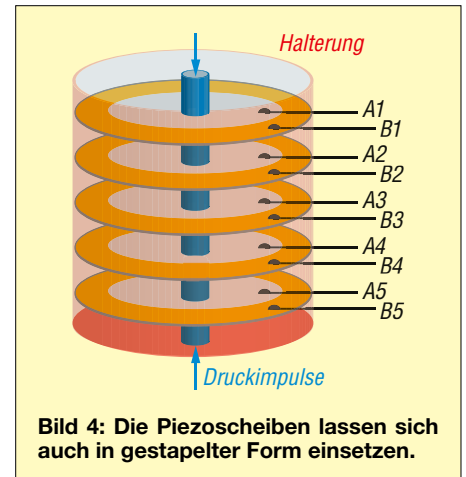 Halterung
A1
B1
A2
B2
A3
B3
A4
B4
A5
B5
Druckimpulse
Bild 4: Die Piezoscheiben lassen sich
auch in gestapelter Form einsetzen.